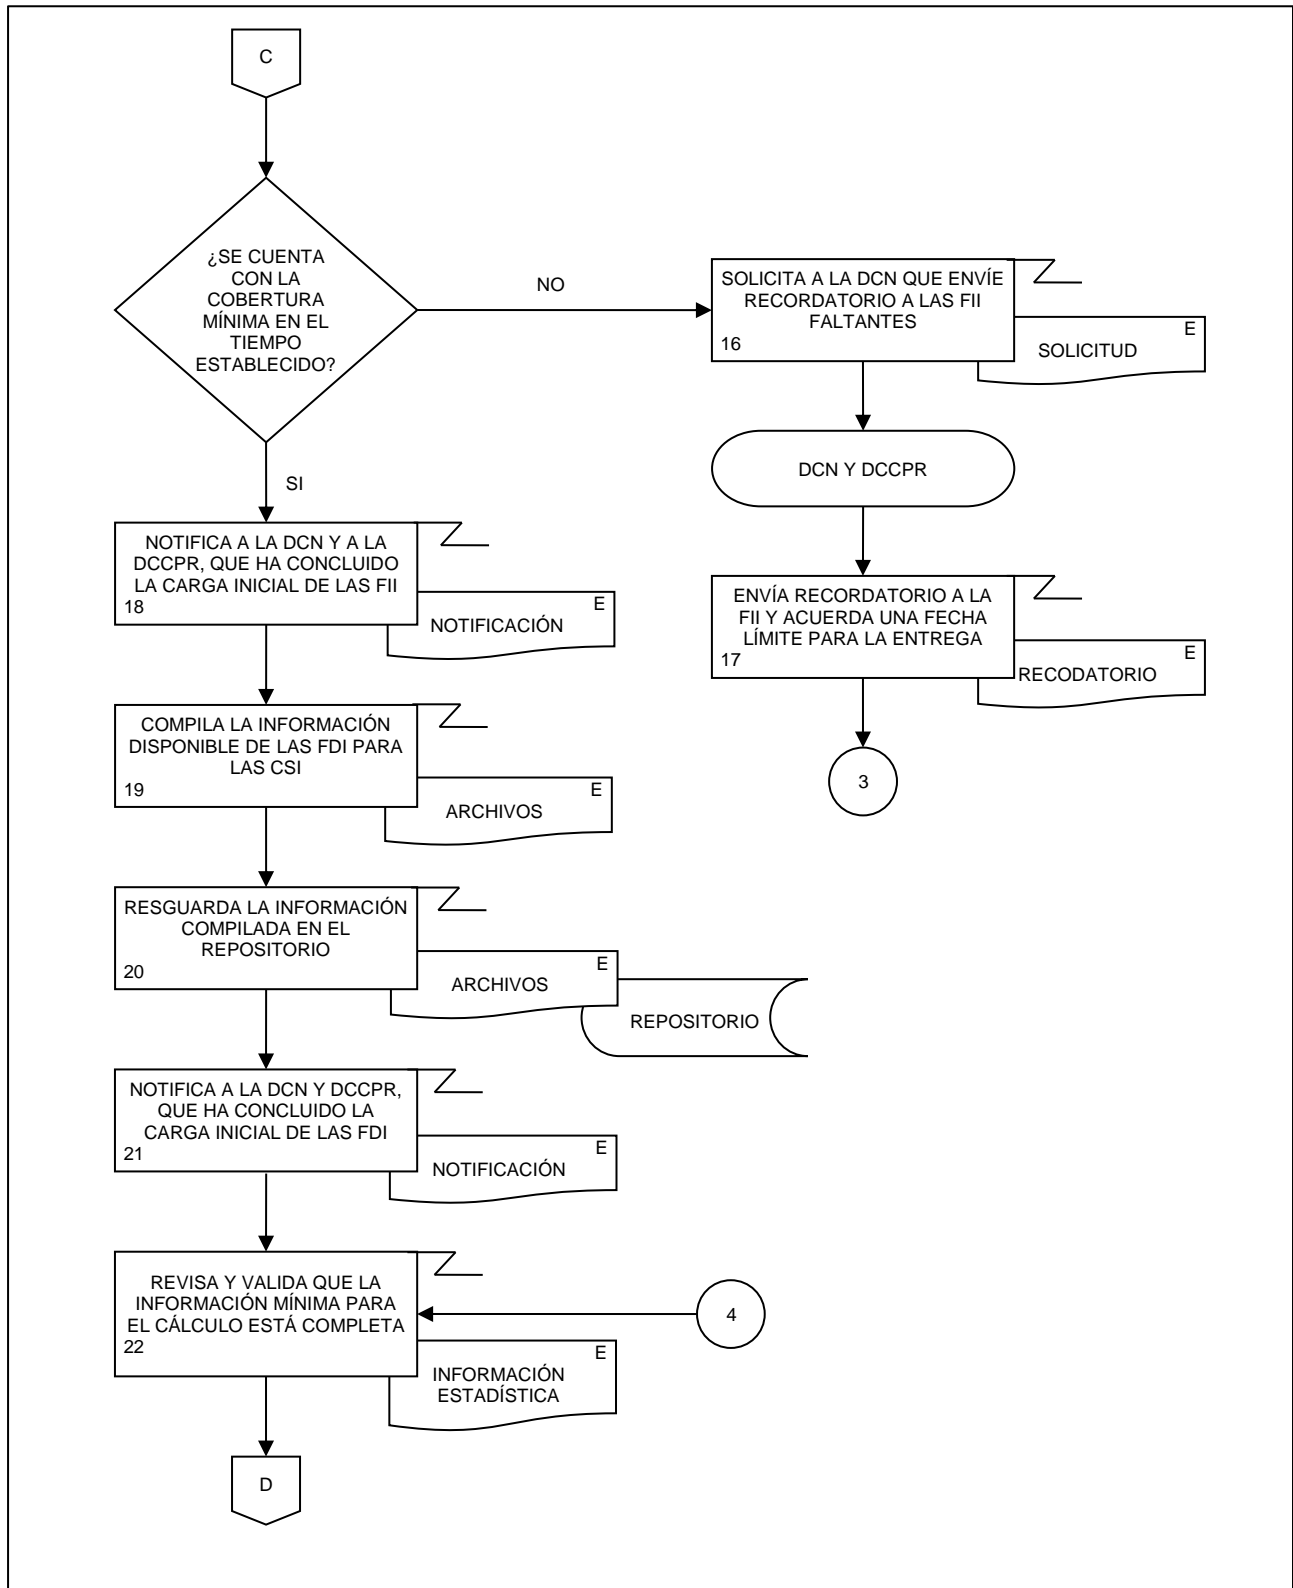 C
¿SE CUENTA
CON LA
COBERTURA
MÍNIMA EN EL
TIEMPO
ESTABLECIDO?
NO
SOLICITA A LA DCN QUE ENVÍE
RECORDATORIO A LAS FII
FALTANTES
16
E
SOLICITUD
DCN Y DCCPR
ENVÍA RECORDATORIO A LA
FII Y ACUERDA UNA FECHA
LÍMITE PARA LA ENTREGA
17
E
RECODATORIO
3
SI
NOTIFICA A LA DCN Y A LA
DCCPR, QUE HA CONCLUIDO
LA CARGA INICIAL DE LAS FII
18
E
NOTIFICACIÓN
COMPILA LA INFORMACIÓN
DISPONIBLE DE LAS FDI PARA
LAS CSI
19
E
ARCHIVOS
RESGUARDA LA INFORMACIÓN
COMPILADA EN EL
REPOSITORIO
20
E
ARCHIVOS
REPOSITORIO
NOTIFICA A LA DCN Y DCCPR,
QUE HA CONCLUIDO LA
CARGA INICIAL DE LAS FDI
21
E
NOTIFICACIÓN
REVISA Y VALIDA QUE LA
INFORMACIÓN MÍNIMA PARA
EL CÁLCULO ESTÁ COMPLETA
22
4
E
INFORMACIÓN
ESTADÍSTICA
D